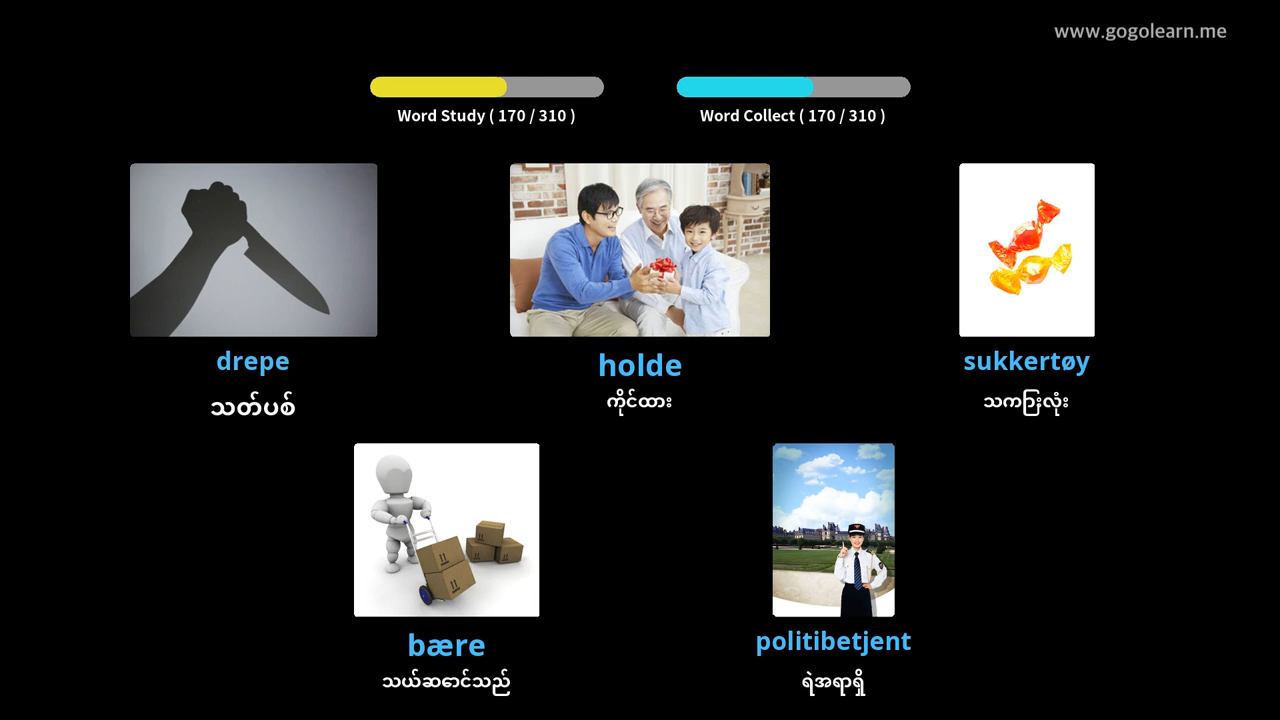 www.gogolearn.me
Word Study ( 170 / 310 )
Word Collect ( 170 / 310 )
drepe
သတ်ပစ်
holde
ကိုင်ထား
sukkertøy
သကြားလုံး
bære
သယ်ဆောင်သည်
politibetjent
ရဲအရာရှိ